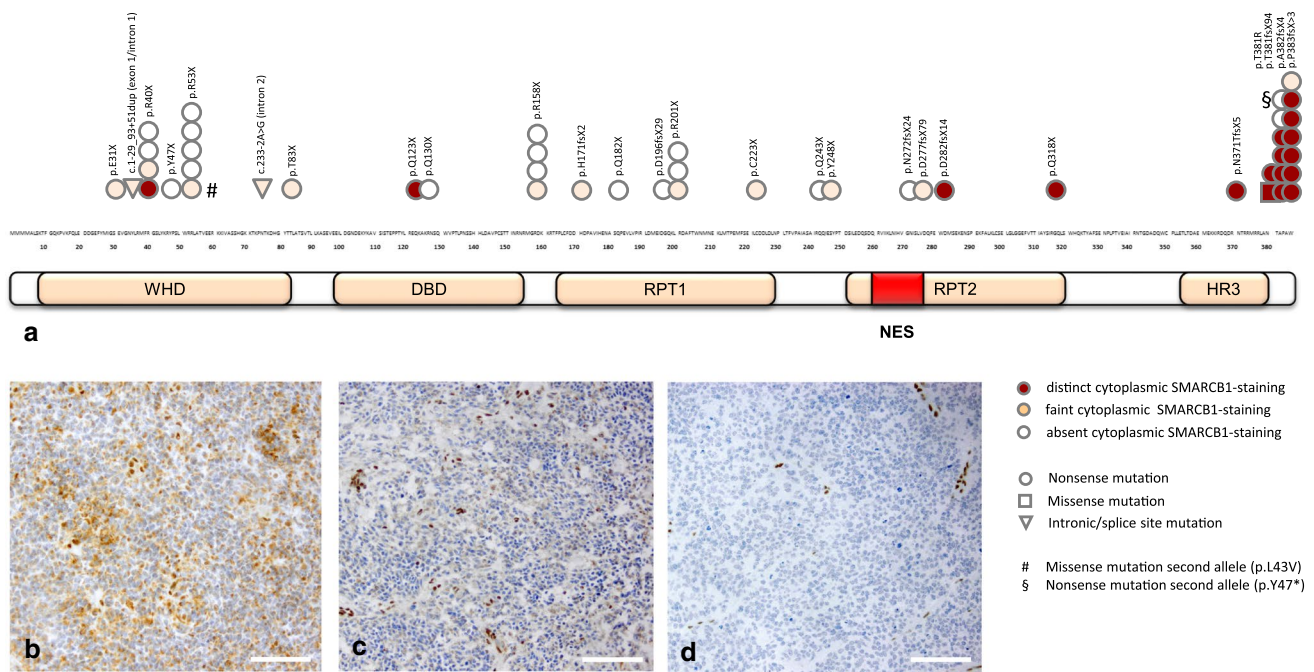 p.E31X
c.1-29_93+51dup (exon 1/intron 1)
p.R40X
p.Y47X
p.R53X
#
c.233-2A>G (intron 2)
p.T83X
p.Q123X
p.Q130X
p.R158X
p.H171fsX2
p.Q182X
p.D196fsX29
p.R201X
p.C223X
p.Q243X
p.Y248X
p.N272fsX24
p.D277fsX79
p.D282fsX14
p.Q318X
p.N371TfsX5
p.T381R
p.T381fsX94
p.A382fsX4
p.P383fsX>3
§
10 20 30 40 50 60 70 80 90 100 110 120 130 140 150 160 170 180 190 200 210 220 230 240 250 260 270 280 290 300 310 320 330 340 350 360 370 380
WHD DBD RPT1 RPT2 HR3
a
NES
b
c
d
distinct cytoplasmic SMARCB1-staining
faint cytoplasmic SMARCB1-staining
absent cytoplasmic SMARCB1-staining
Nonsense mutation
Missense mutation
Intronic/splice site mutation
# Missense mutation second allele (p.L43V)
§ Nonsense mutation second allele (p.Y47*)